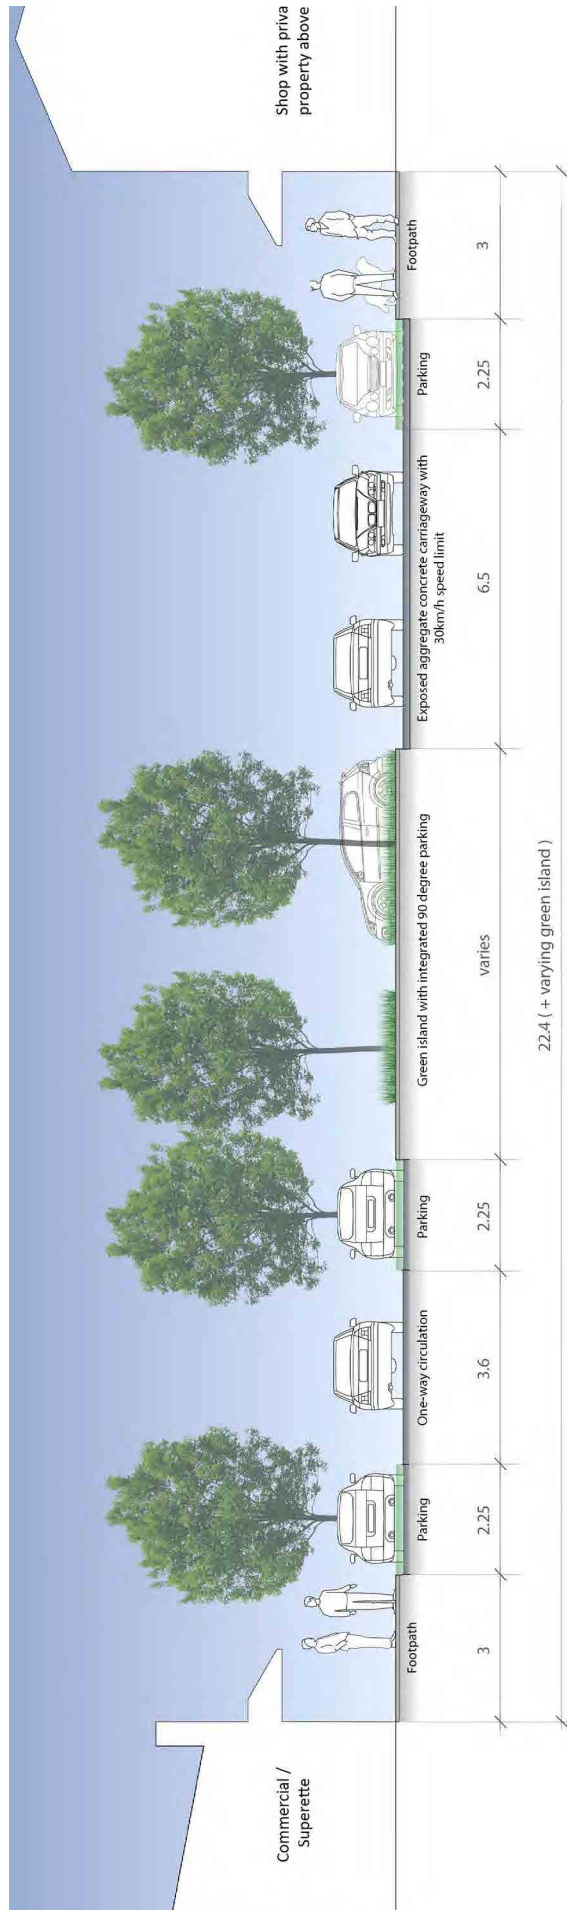 Commercial /
Superette
Shop with priva
property above
Footpath
Parking
One-way circulation
Parking
Green island with integrated 90 degree parking
Exposed aggregate concrete carriageway with
30km/h speed limit
Parking
Footpath
3
2.25
3.6
2.25
varies
6.5
2.25
3
22.4 ( + varying green island )